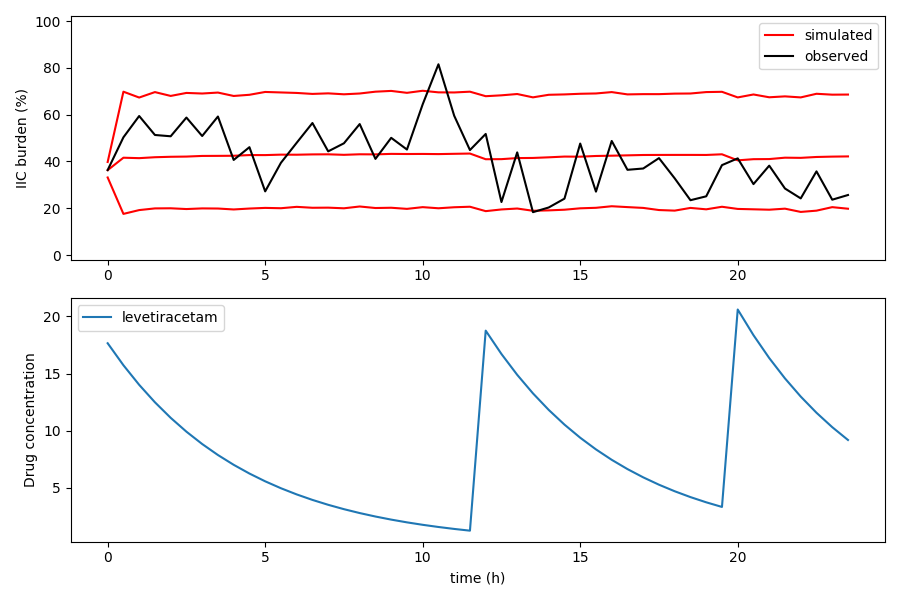 100
80
60
40
20
0
IIC burden (%)
simulated
observed
0 5 10 15 20
20
15
10
5
Drug concentration
levetiracetam
0 5 10 15 20
time (h)